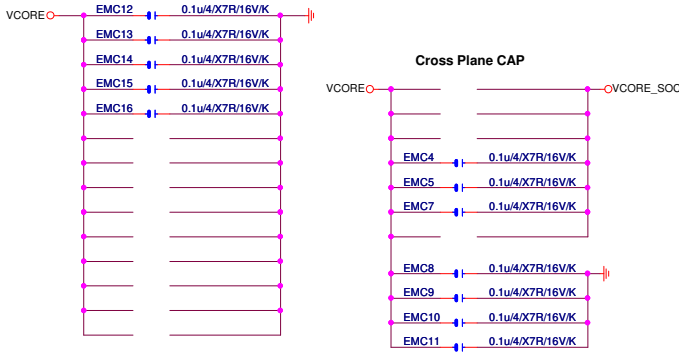 VCORE
EMC12 0.1u/4/X7R/16V/K
EMC13 0.1u/4/X7R/16V/K
EMC14 0.1u/4/X7R/16V/K
EMC15 0.1u/4/X7R/16V/K
EMC16 0.1u/4/X7R/16V/K
Cross Plane CAP
VCORE VCORE_SOC
EMC4 0.1u/4/X7R/16V/K
EMC5 0.1u/4/X7R/16V/K
EMC7 0.1u/4/X7R/16V/K
EMC8 0.1u/4/X7R/16V/K
EMC9 0.1u/4/X7R/16V/K
EMC10 0.1u/4/X7R/16V/K
EMC11 0.1u/4/X7R/16V/K